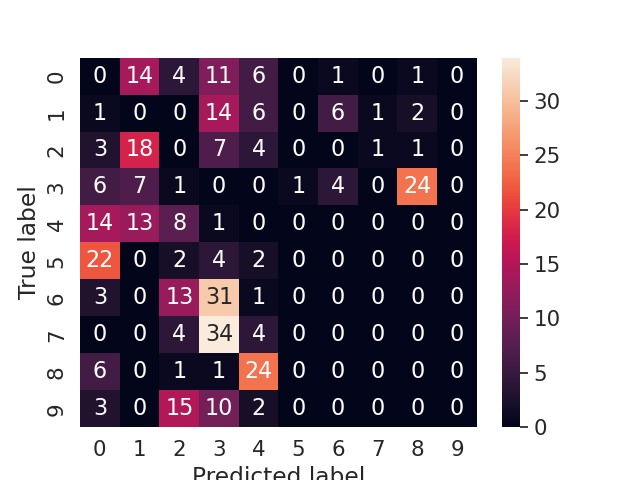 0 0 14 4 11 6 0 1 0 1 0
1 1 0 0 14 6 0 6 1 2 0 30
2 3 18 0 7 4 0 0 1 1 0 25
3 6 7 1 0 0 1 4 0 24 0 20
4 14 13 8 1 0 0 0 0 0 0
5 22 0 2 4 2 0 0 0 0 0 15
6 3 0 13 31 1 0 0 0 0 0 10
7 0 0 4 34 4 0 0 0 0 0
8 6 0 1 1 24 0 0 0 0 0 5
9 3 0 15 10 2 0 0 0 0 0 0
0 1 2 3 4 5 6 7 8 9
Predicted label
True label